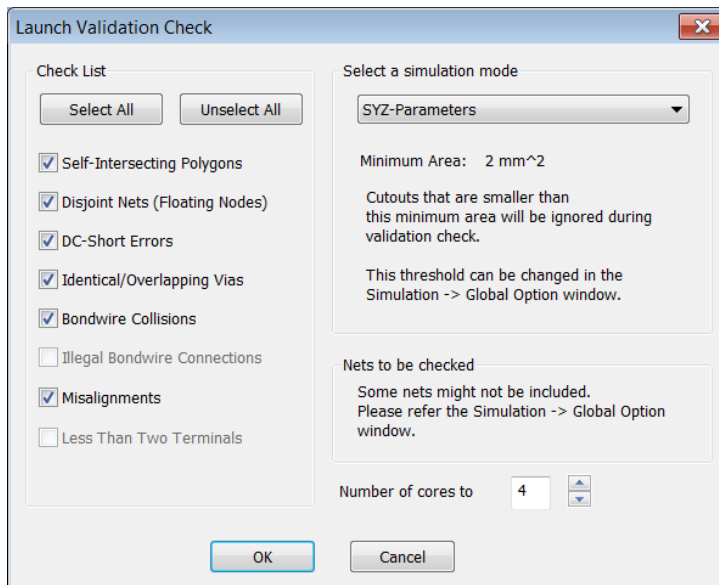 Launch Validation Check
Check List
Select All
Unselect All
Self-Intersecting Polygons
Disjoint Nets (Floating Nodes)
DC-Short Errors
Identical/Overlapping Vias
Bondwire Collisions
Illegal Bondwire Connections
Misalignments
Less Than Two Terminals
Select a simulation mode
SYZ-Parameters
Minimum Area: 2 mm^2
Cutouts that are smaller than
this minimum area will be ignored during
validation check.
This threshold can be changed in the
Simulation -> Global Option window.
Nets to be checked
Some nets might not be included.
Please refer the Simulation -> Global Option
window.
Number of cores to 4
OK
Cancel